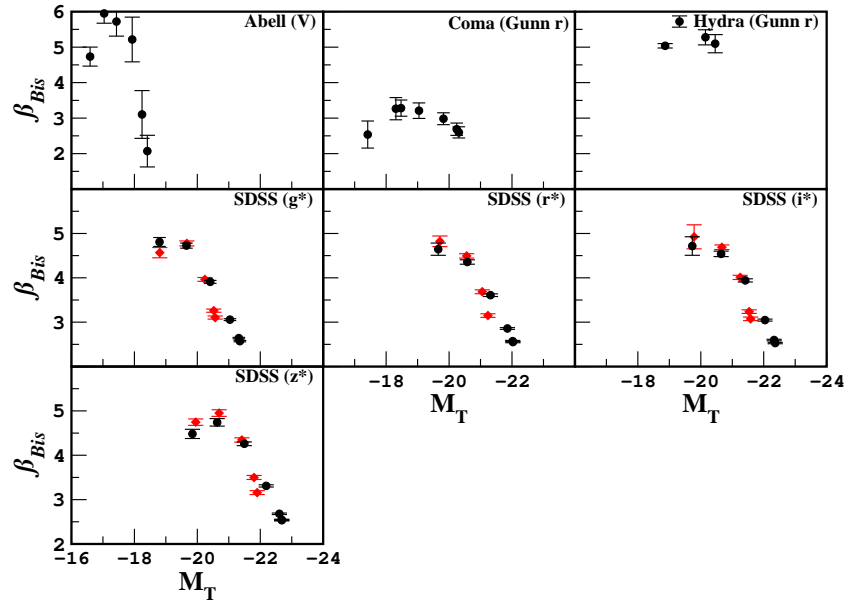 6
5
4
3
2
β_Bis
Abell (V)
Coma (Gunn r)
Hydra (Gunn r)
5
4
3
β_Bis
SDSS (g*)
SDSS (r*)
SDSS (i*)
−18 −20 −22
M_T
−18 −20 −22 −24
M_T
5
4
3
2
β_Bis
SDSS (z*)
−16 −18 −20 −22 −24
M_T